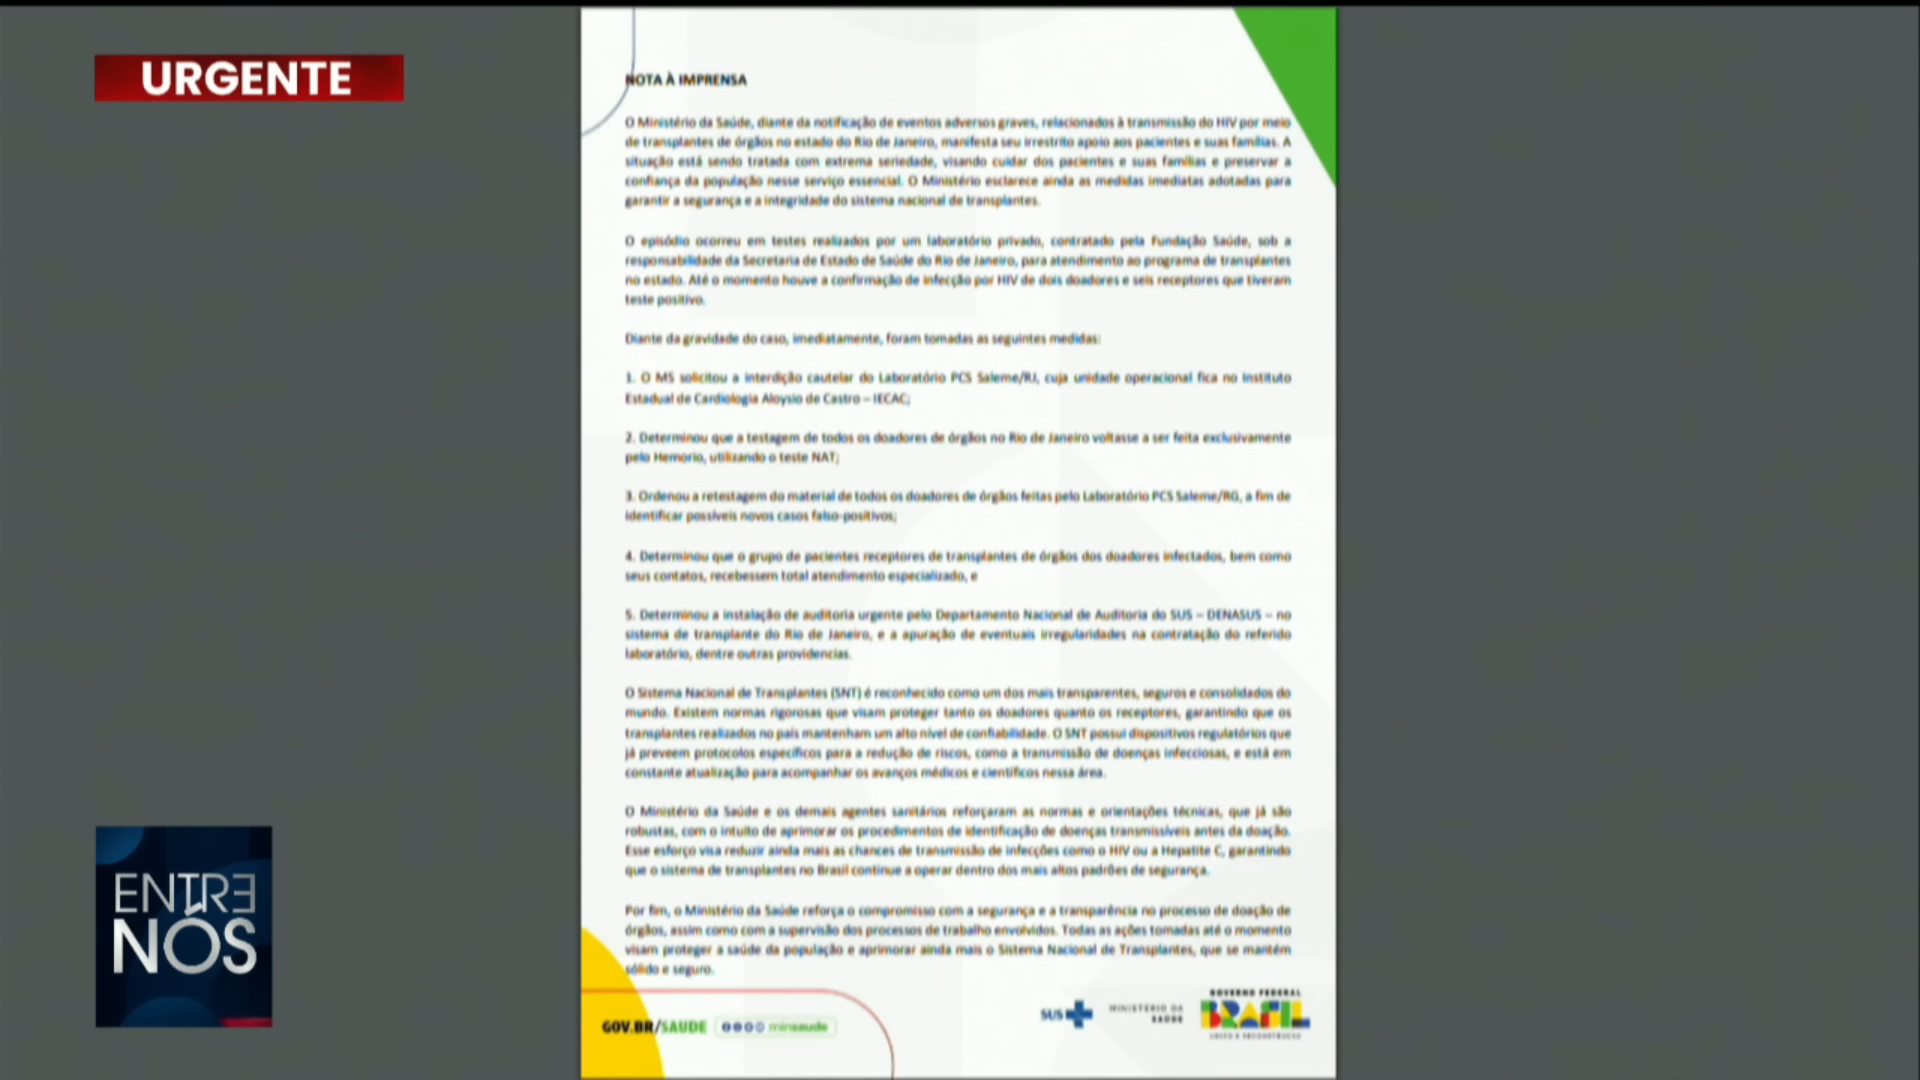 URGENTE
NOTA À IMPRENSA
O Ministério da Saúde, diante da notificação de eventos adversos graves, relacionados à transmissão do HIV por meio
de transplantes de órgãos no estado do Rio de Janeiro, manifesta seu irrestrito apoio aos pacientes e suas famílias. A
situação está sendo tratada com extrema seriedade, visando cuidar dos pacientes e suas famílias e preservar a
confiança da população nesse serviço essencial. O Ministério esclarece ainda as medidas imediatas adotadas para
garantir a segurança e a integridade do sistema nacional de transplantes.
O episódio ocorreu em testes realizados por um laboratório privado, contratado pela Fundação Saúde, sob a
responsabilidade da Secretaria de Estado de Saúde do Rio de Janeiro, para atendimento ao programa de transplantes
no estado. Até o momento houve a confirmação de infecção por HIV de dois doadores e seis receptores que tiveram
teste positivo.
Diante da gravidade do caso, imediatamente, foram tomadas as seguintes medidas:
1. O MS solicitou a interdição cautelar do Laboratório PCS Saleme/RJ, cuja unidade operacional fica no Instituto
Estadual de Cardiologia Aloysio de Castro – IECAC;
2. Determinou que a testagem de todos os doadores de órgãos no Rio de Janeiro voltasse a ser feita exclusivamente
pelo Hemorio, utilizando o teste NAT;
3. Ordenou a retestagem do material de todos os doadores de órgãos feitas pelo Laboratório PCS Saleme/RG, a fim de
identificar possíveis novos casos falso-positivos;
4. Determinou que o grupo de pacientes receptores de transplantes de órgãos dos doadores infectados, bem como
seus contatos, recebessem total atendimento especializado, e
5. Determinou a instalação de auditoria urgente pelo Departamento Nacional de Auditoria do SUS – DENASUS – no
sistema de transplante do Rio de Janeiro, e a apuração de eventuais irregularidades na contratação do referido
laboratório, dentre outras providencias.
O Sistema Nacional de Transplantes (SNT) é reconhecido como um dos mais transparentes, seguros e consolidados do
mundo. Existem normas rigorosas que visam proteger tanto os doadores quanto os receptores, garantindo que os
transplantes realizados no país mantenham um alto nível de confiabilidade. O SNT possui dispositivos regulatórios que
já preveem protocolos específicos para a redução de riscos, como a transmissão de doenças infecciosas, e está em
constante atualização para acompanhar os avanços médicos e científicos nessa área.
O Ministério da Saúde e os demais agentes sanitários reforçaram as normas e orientações técnicas, que já são
robustas, com o intuito de aprimorar os procedimentos de identificação de doenças transmissíveis antes da doação.
Esse esforço visa reduzir ainda mais as chances de transmissão de infecções como o HIV ou a Hepatite C, garantindo
que o sistema de transplantes no Brasil continue a operar dentro dos mais altos padrões de segurança.
Por fim, o Ministério da Saúde reforça o compromisso com a segurança e a transparência no processo de doação de
órgãos, assim como com a supervisão dos processos de trabalho envolvidos. Todas as ações tomadas até o momento
visam proteger a saúde da população e aprimorar ainda mais o Sistema Nacional de Transplantes, que se mantém
sólido e seguro.
GOV.BR/SAUDE minsaude
SUS
MINISTÉRIO DA
SAÚDE
GOVERNO FEDERAL
BRASIL
UNIÃO E RECONSTRUÇÃO
ENTRE
NÓS